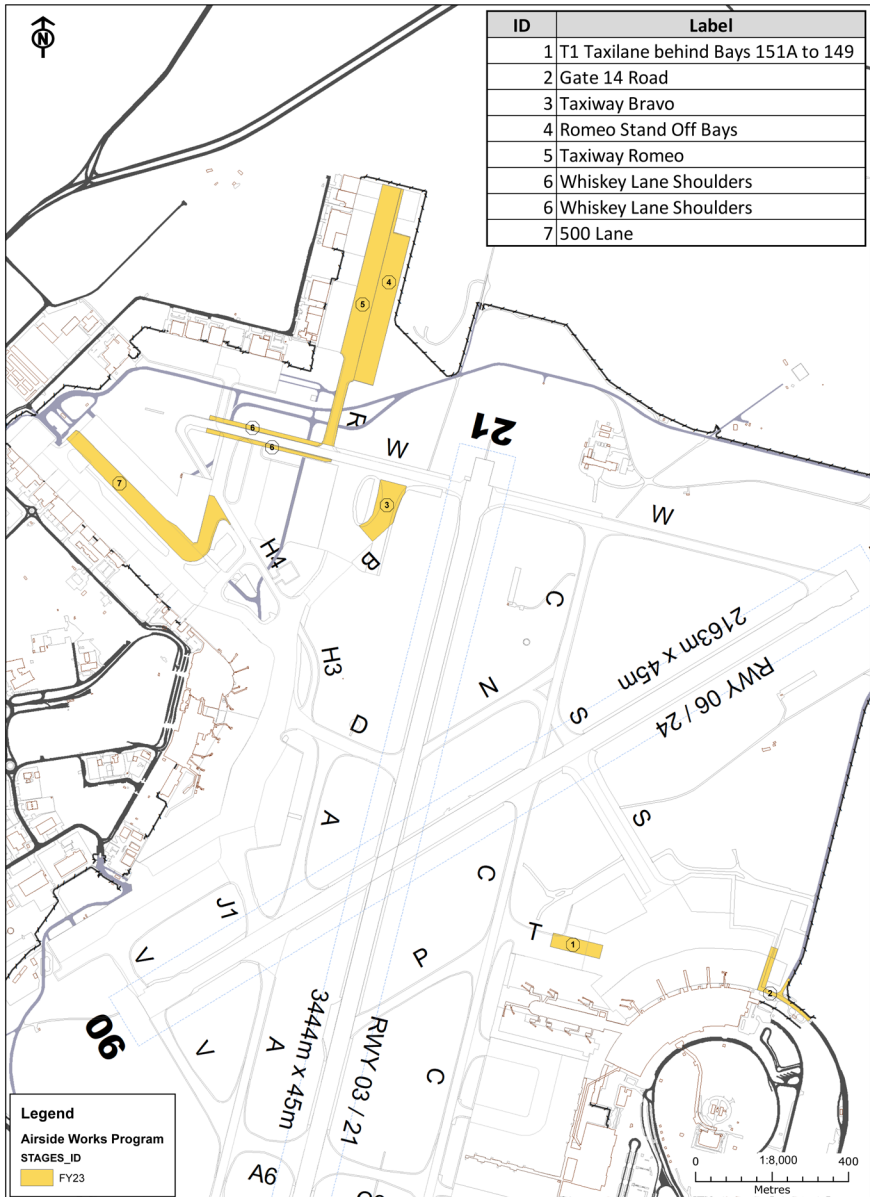 N
ID Label
1 T1 Taxilane behind Bays 151A to 149
2 Gate 14 Road
3 Taxiway Bravo
4 Romeo Stand Off Bays
5 Taxiway Romeo
6 Whiskey Lane Shoulders
6 Whiskey Lane Shoulders
7 500 Lane
4
5
R
6
6
W
21
7
3
W
H4
B
C
H3
2163m x 45m
N
RWY 06 / 24
D
S
A
S
C
J1
T
1
P
V
2
3444m x 45m
RWY 03 / 21
06
V
A
C
Legend
Airside Works Program
STAGES_ID
FY23
A6
0 1:8,000 400
Metres